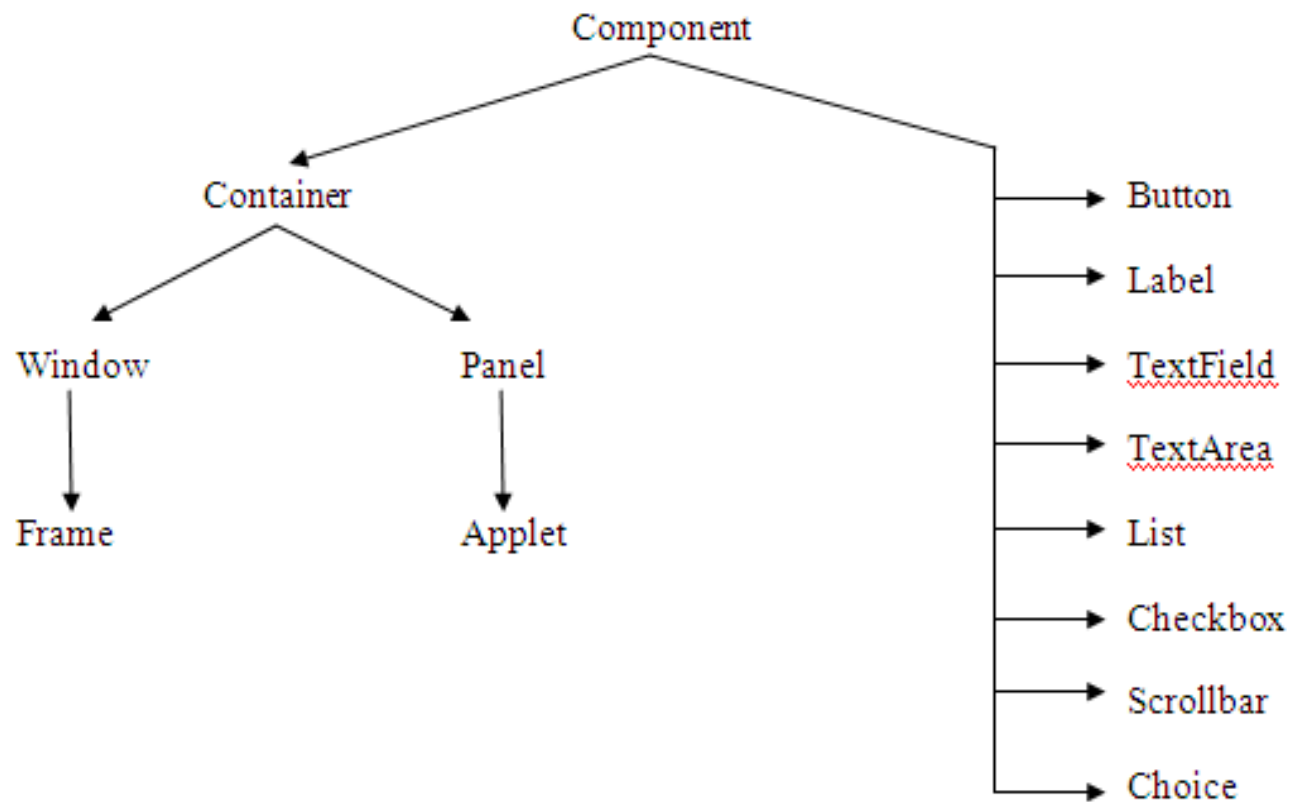 Component
Container
Button
Label
Window
Panel
TextField
TextArea
Frame
Applet
List
Checkbox
Scrollbar
Choice